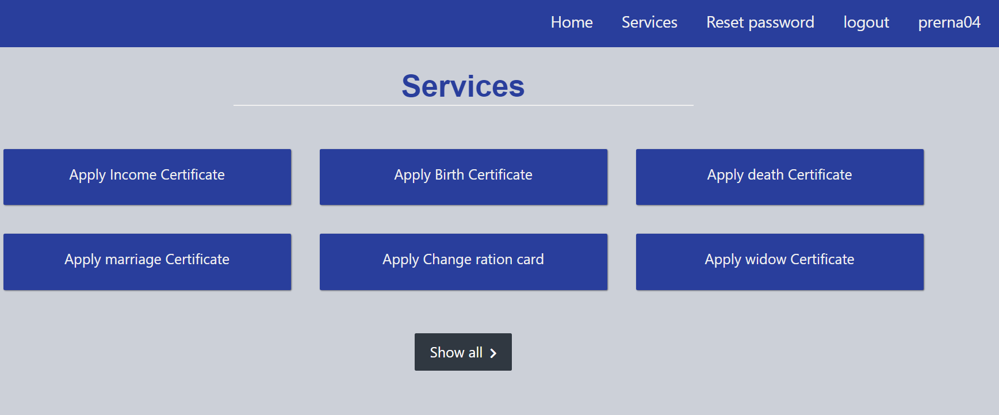 Home Services Reset password logout prerna04
Services
Apply Income Certificate
Apply Birth Certificate
Apply death Certificate
Apply marriage Certificate
Apply Change ration card
Apply widow Certificate
Show all